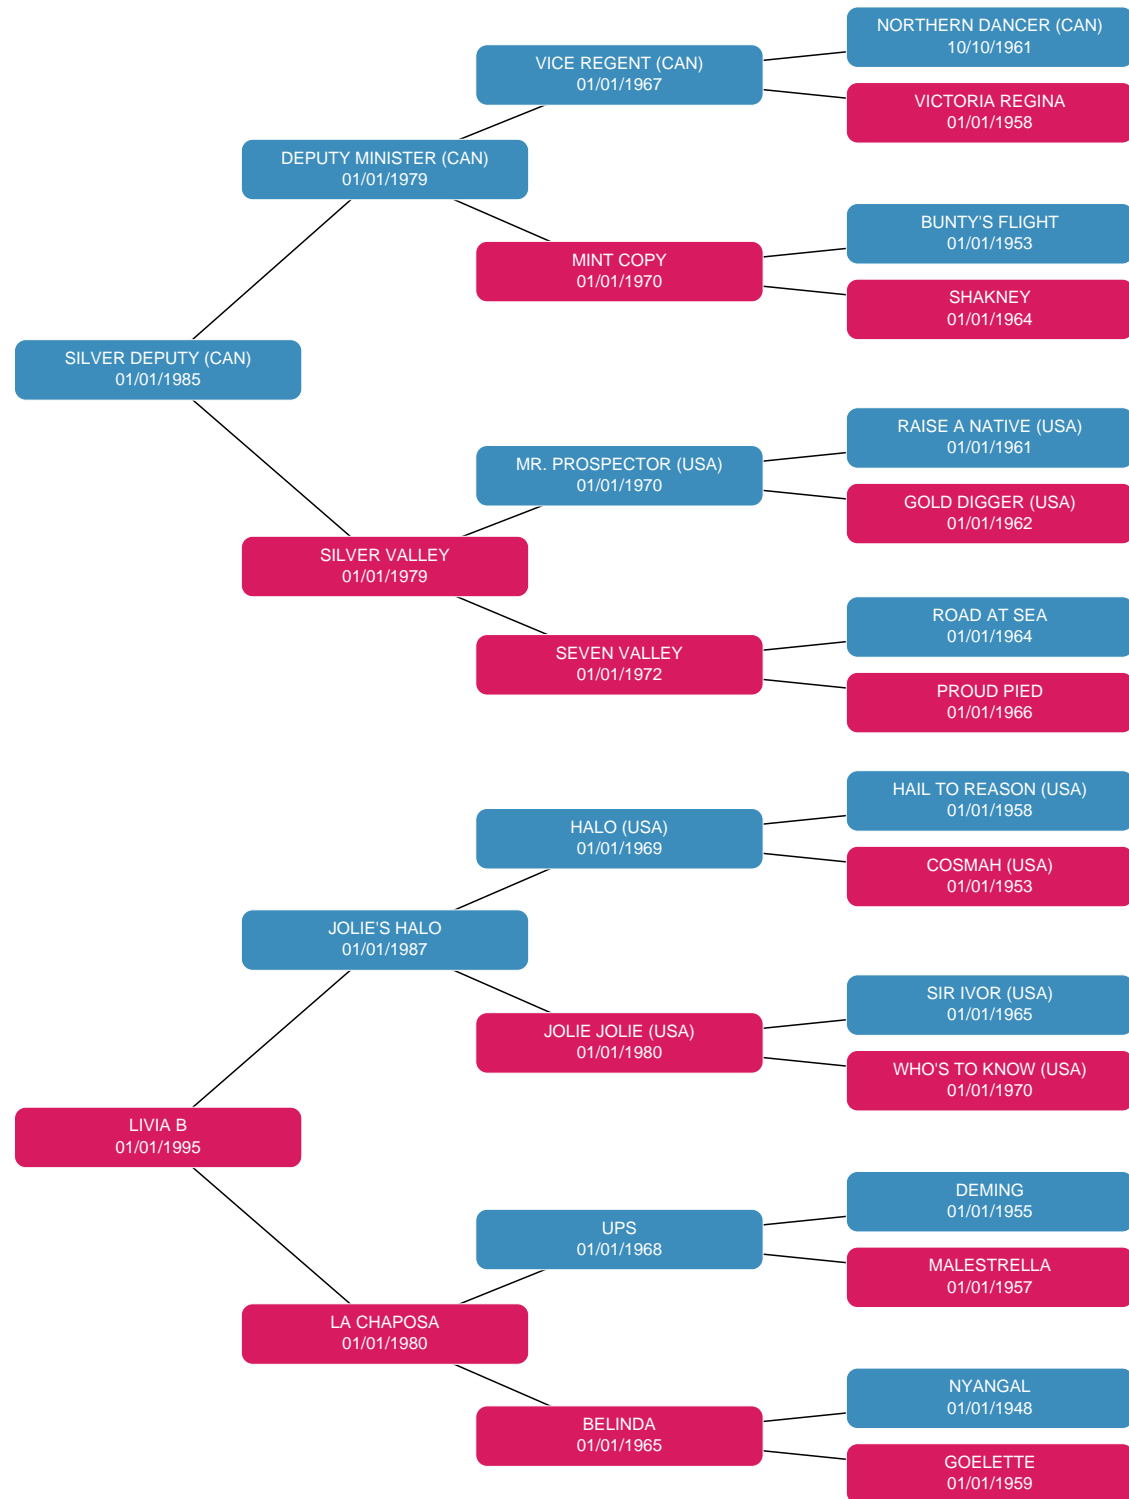 NORTHERN DANCER (CAN)
10/10/1961
VICE REGENT (CAN)
01/01/1967
VICTORIA REGINA
01/01/1958
DEPUTY MINISTER (CAN)
01/01/1979
BUNTY'S FLIGHT
01/01/1953
MINT COPY
01/01/1970
SHAKNEY
01/01/1964
SILVER DEPUTY (CAN)
01/01/1985
RAISE A NATIVE (USA)
01/01/1961
MR. PROSPECTOR (USA)
01/01/1970
GOLD DIGGER (USA)
01/01/1962
SILVER VALLEY
01/01/1979
ROAD AT SEA
01/01/1964
SEVEN VALLEY
01/01/1972
PROUD PIED
01/01/1966
HAIL TO REASON (USA)
01/01/1958
HALO (USA)
01/01/1969
COSMAH (USA)
01/01/1953
JOLIE'S HALO
01/01/1987
SIR IVOR (USA)
01/01/1965
JOLIE JOLIE (USA)
01/01/1980
WHO'S TO KNOW (USA)
01/01/1970
LIVIA B
01/01/1995
DEMING
01/01/1955
UPS
01/01/1968
MALESTRELLA
01/01/1957
LA CHAPOSA
01/01/1980
NYANGAL
01/01/1948
BELINDA
01/01/1965
GOELETTE
01/01/1959